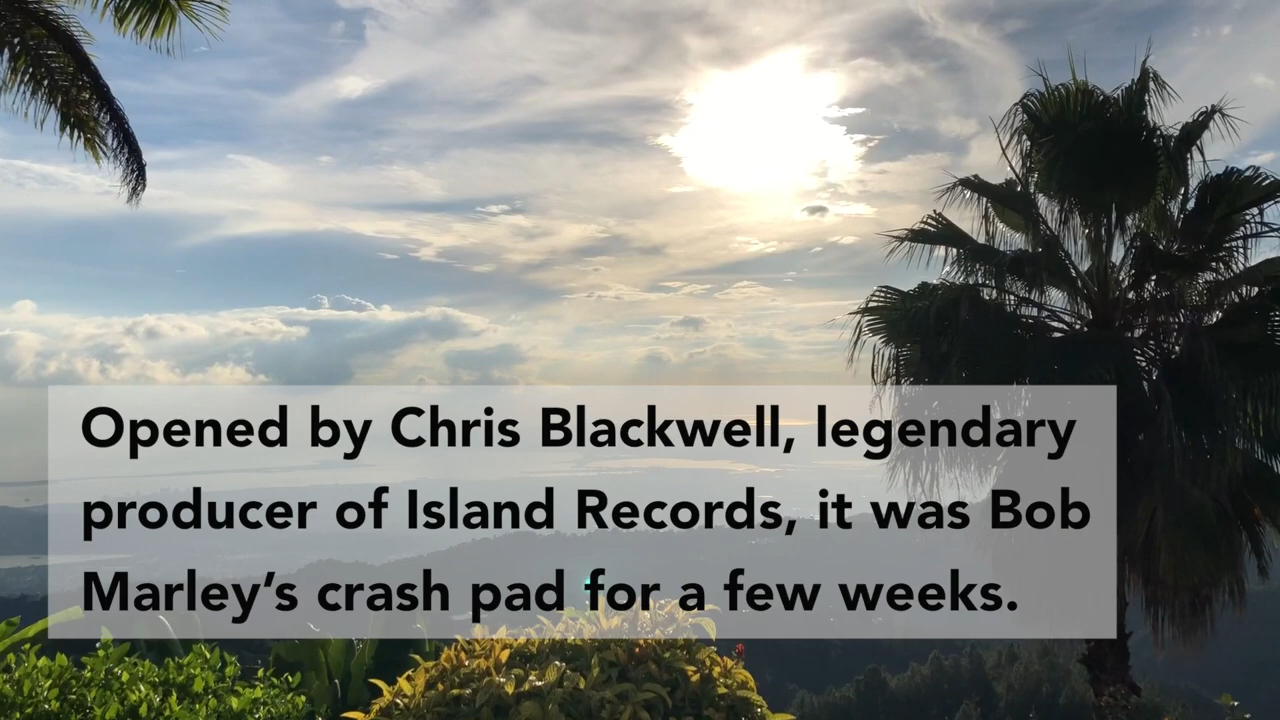 Opened by Chris Blackwell, legendary
producer of Island Records, it was Bob
Marley’s crash pad for a few weeks.